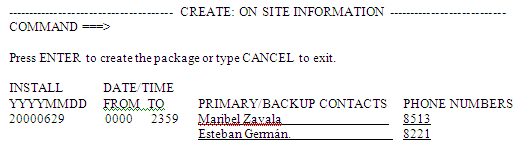 ------------------------------------- CREATE: ON SITE INFORMATION --------------------------
COMMAND ===>
Press ENTER to create the package or type CANCEL to exit.
INSTALL DATE/TIME
YYYYMMDD FROM TO PRIMARY/BACKUP CONTACTS PHONE NUMBERS
20000629 0000 2359 Maribel Zavala 8513
Esteban Germán. 8221